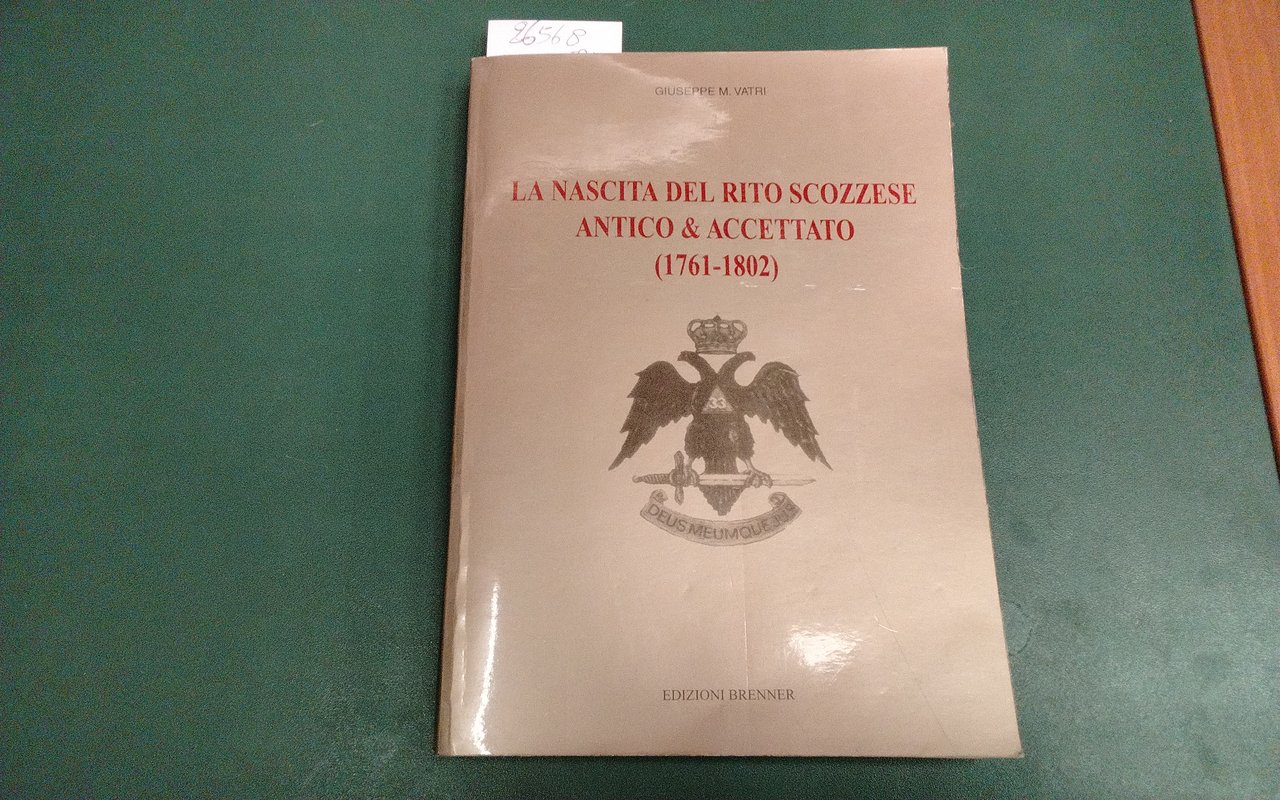 26568
GIUSEPPE M. VATRI
LA NASCITA DEL RITO SCOZZESE
ANTICO & ACCETTATO
(1761-1802)
33
DEUS MEUMQUE JUS
EDIZIONI BRENNER